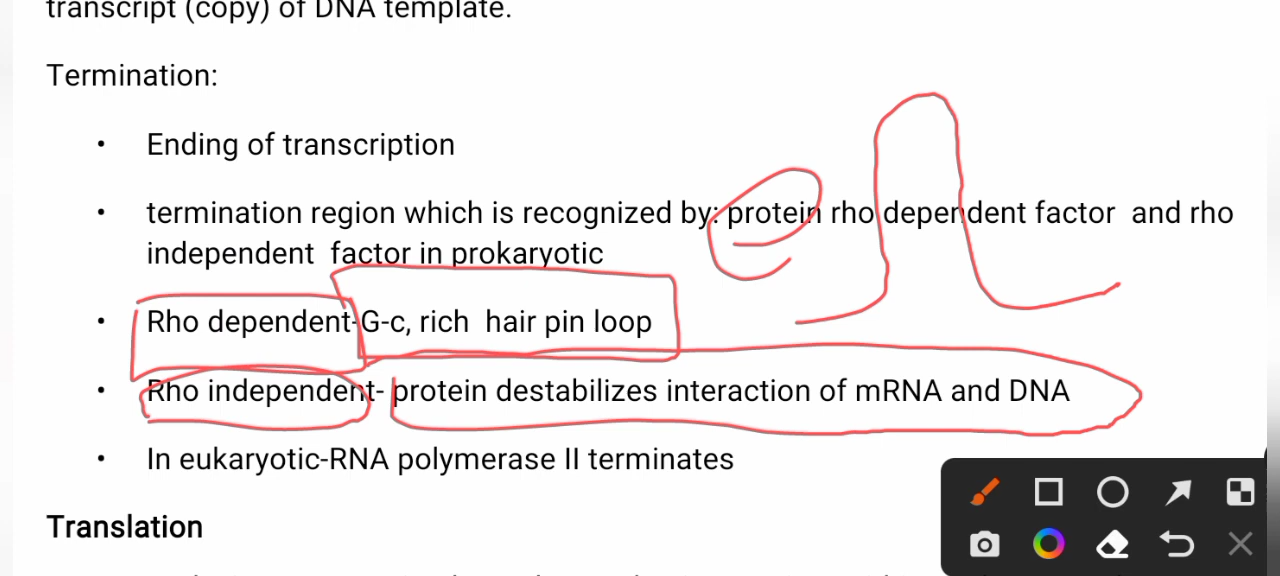 transcript (copy) of DNA template.
Termination:
• Ending of transcription
• termination region which is recognized by: protein rho dependent factor and rho
independent factor in prokaryotic
• Rho dependent-G-c, rich hair pin loop
• Rho independent- protein destabilizes interaction of mRNA and DNA
• In eukaryotic-RNA polymerase II terminates
Translation